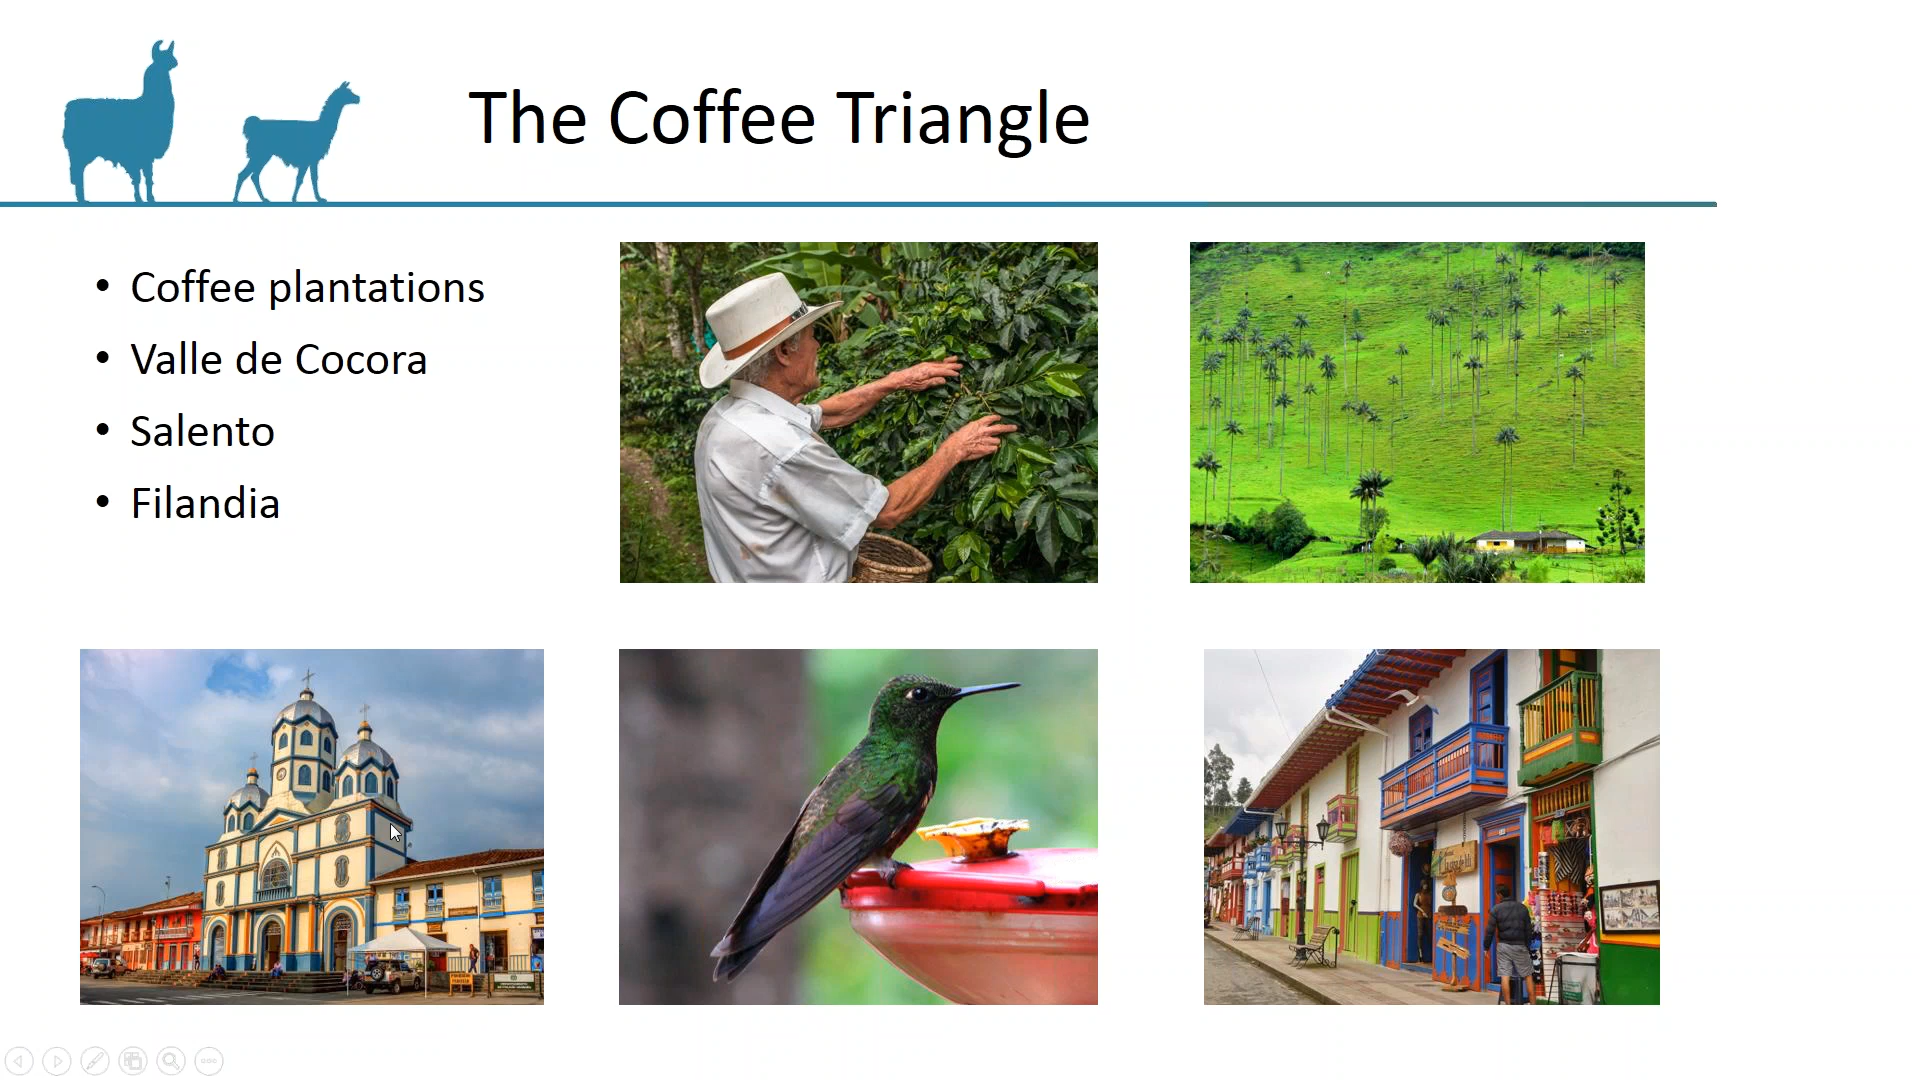 The Coffee Triangle
• Coffee plantations
• Valle de Cocora
• Salento
• Filandia